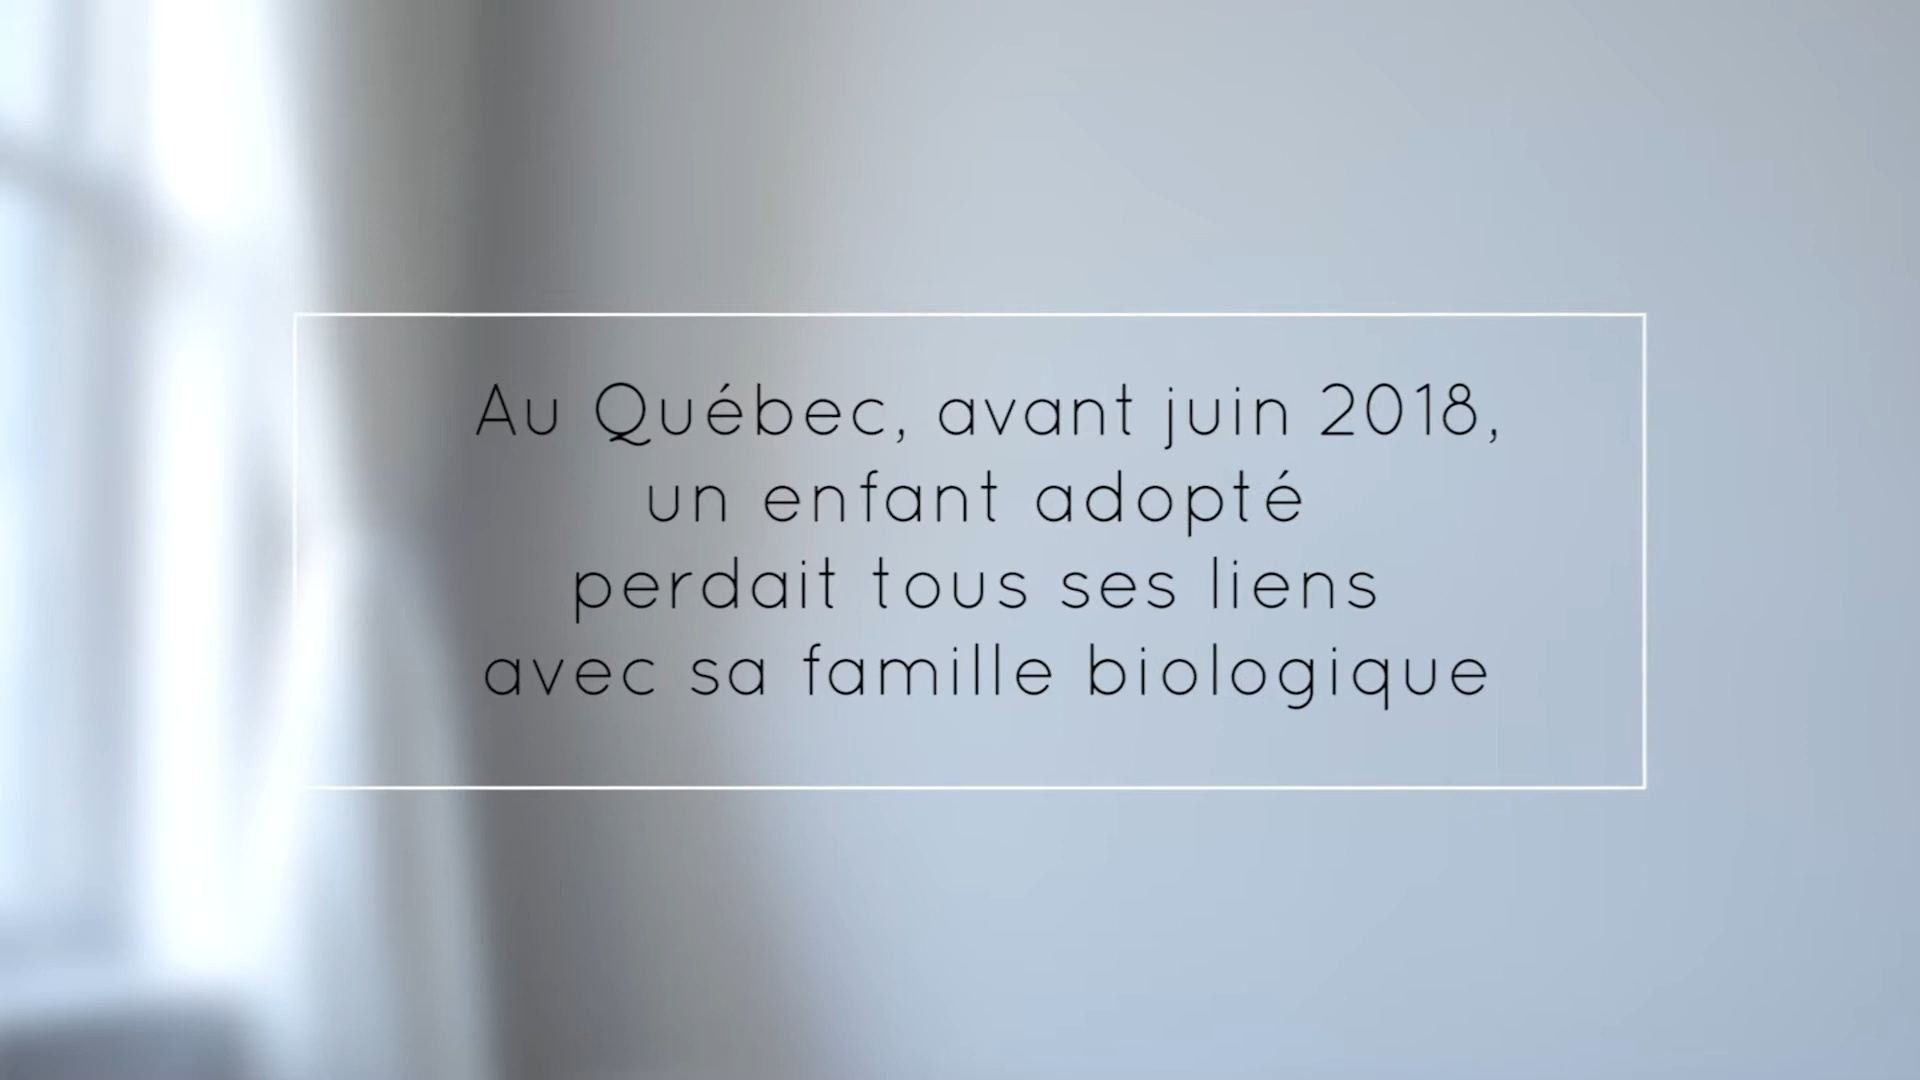 Au Québec, avant juin 2018,
un enfant adopté
perdait tous ses liens
avec sa famille biologique